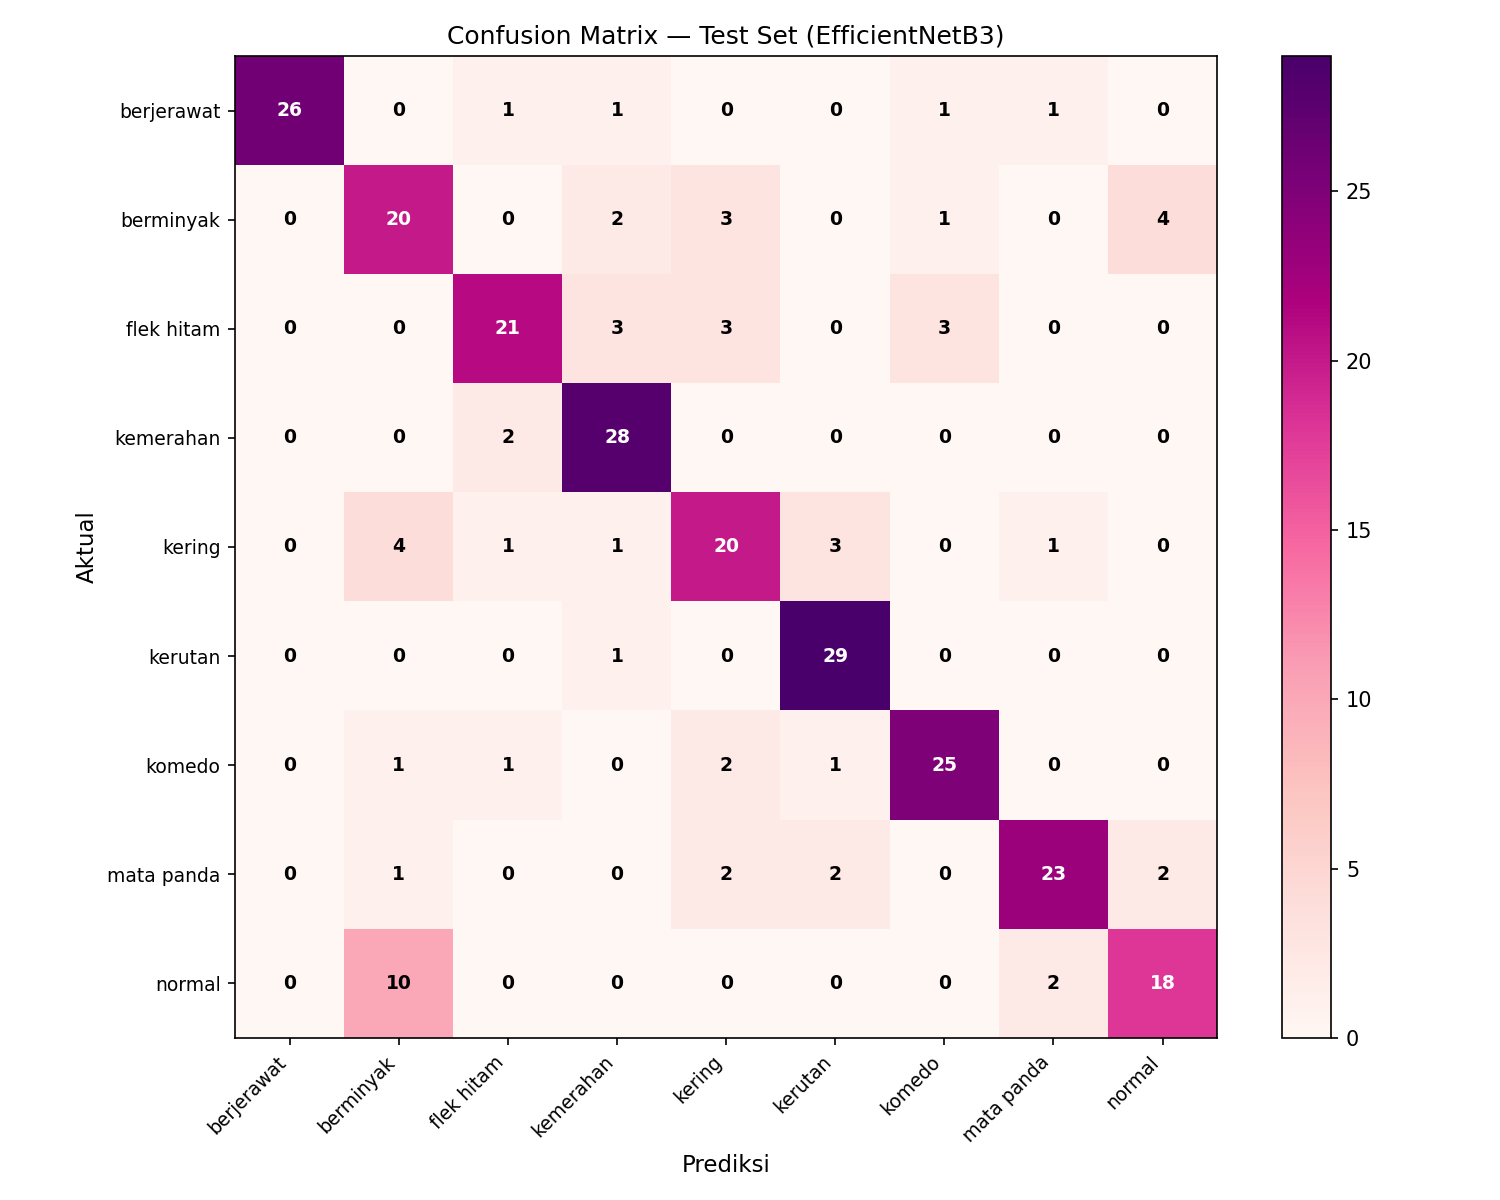 Confusion Matrix — Test Set (EfficientNetB3)
berjerawat 26 0 1 1 0 0 1 1 0
berminyak 0 20 0 2 3 0 1 0 4
flek hitam 0 0 21 3 3 0 3 0 0
kemerahan 0 0 2 28 0 0 0 0 0
kering 0 4 1 1 20 3 0 1 0
kerutan 0 0 0 1 0 29 0 0 0
komedo 0 1 1 0 2 1 25 0 0
mata panda 0 1 0 0 2 2 0 23 2
normal 0 10 0 0 0 0 0 2 18
Aktual
berjerawat berminyak flek hitam kemerahan kering kerutan komedo mata panda normal
Prediksi
25
20
15
10
5
0